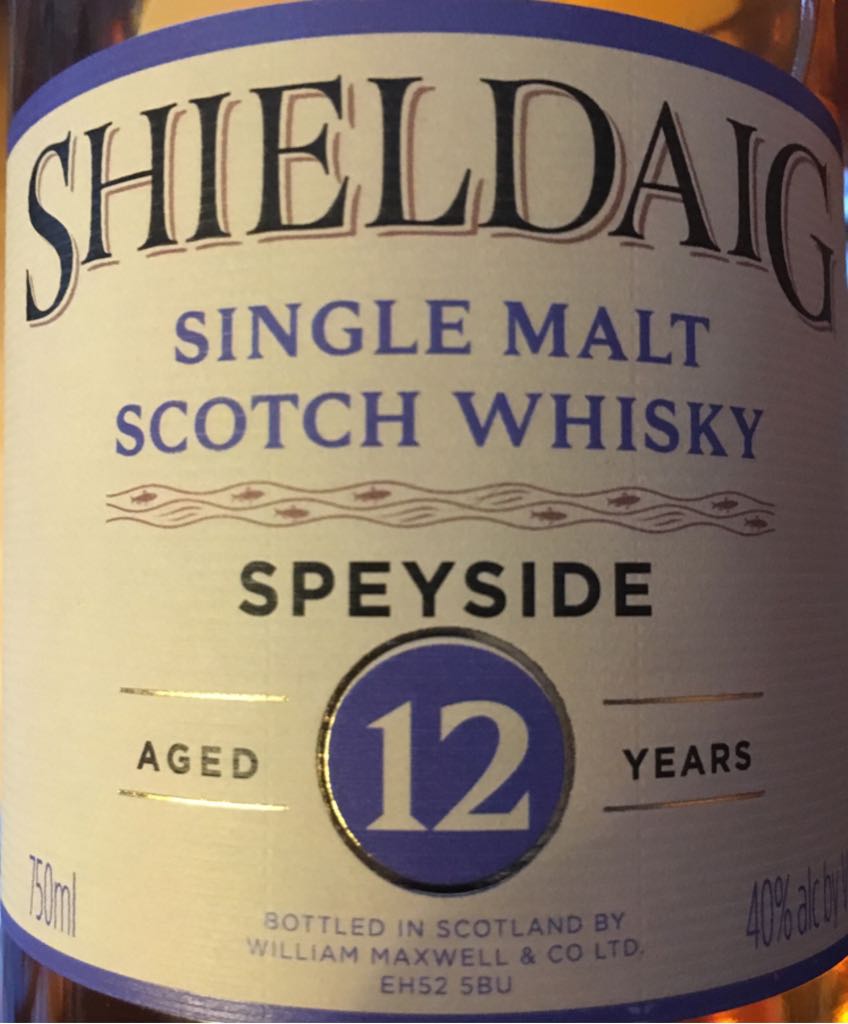 SHIELDAIG
SINGLE MALT
SCOTCH WHISKY
SPEYSIDE
AGED 12 YEARS
750ml 40% alc by
BOTTLED IN SCOTLAND BY
WILLIAM MAXWELL & CO LTD.
EH52 5BU